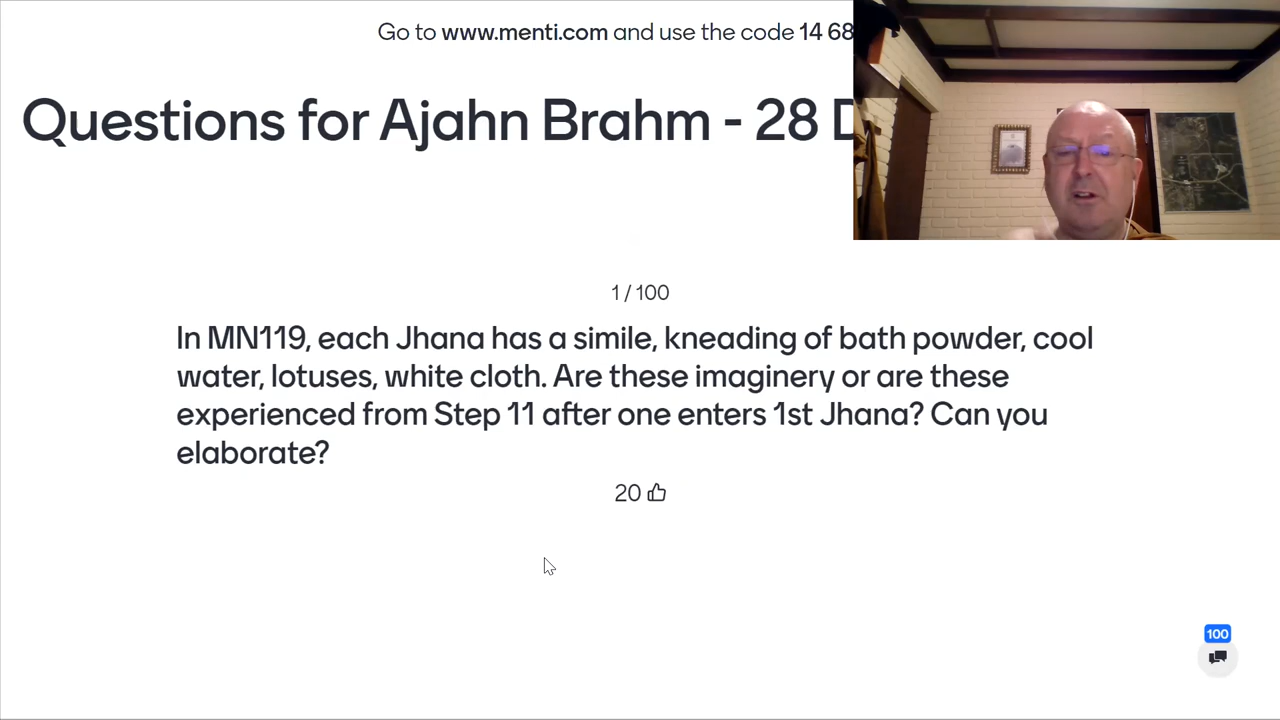 Go to www.menti.com and use the code 14 68
Questions for Ajahn Brahm - 28 D
1 / 100
In MN119, each Jhana has a simile, kneading of bath powder, cool
water, lotuses, white cloth. Are these imaginery or are these
experienced from Step 11 after one enters 1st Jhana? Can you
elaborate?
20
100